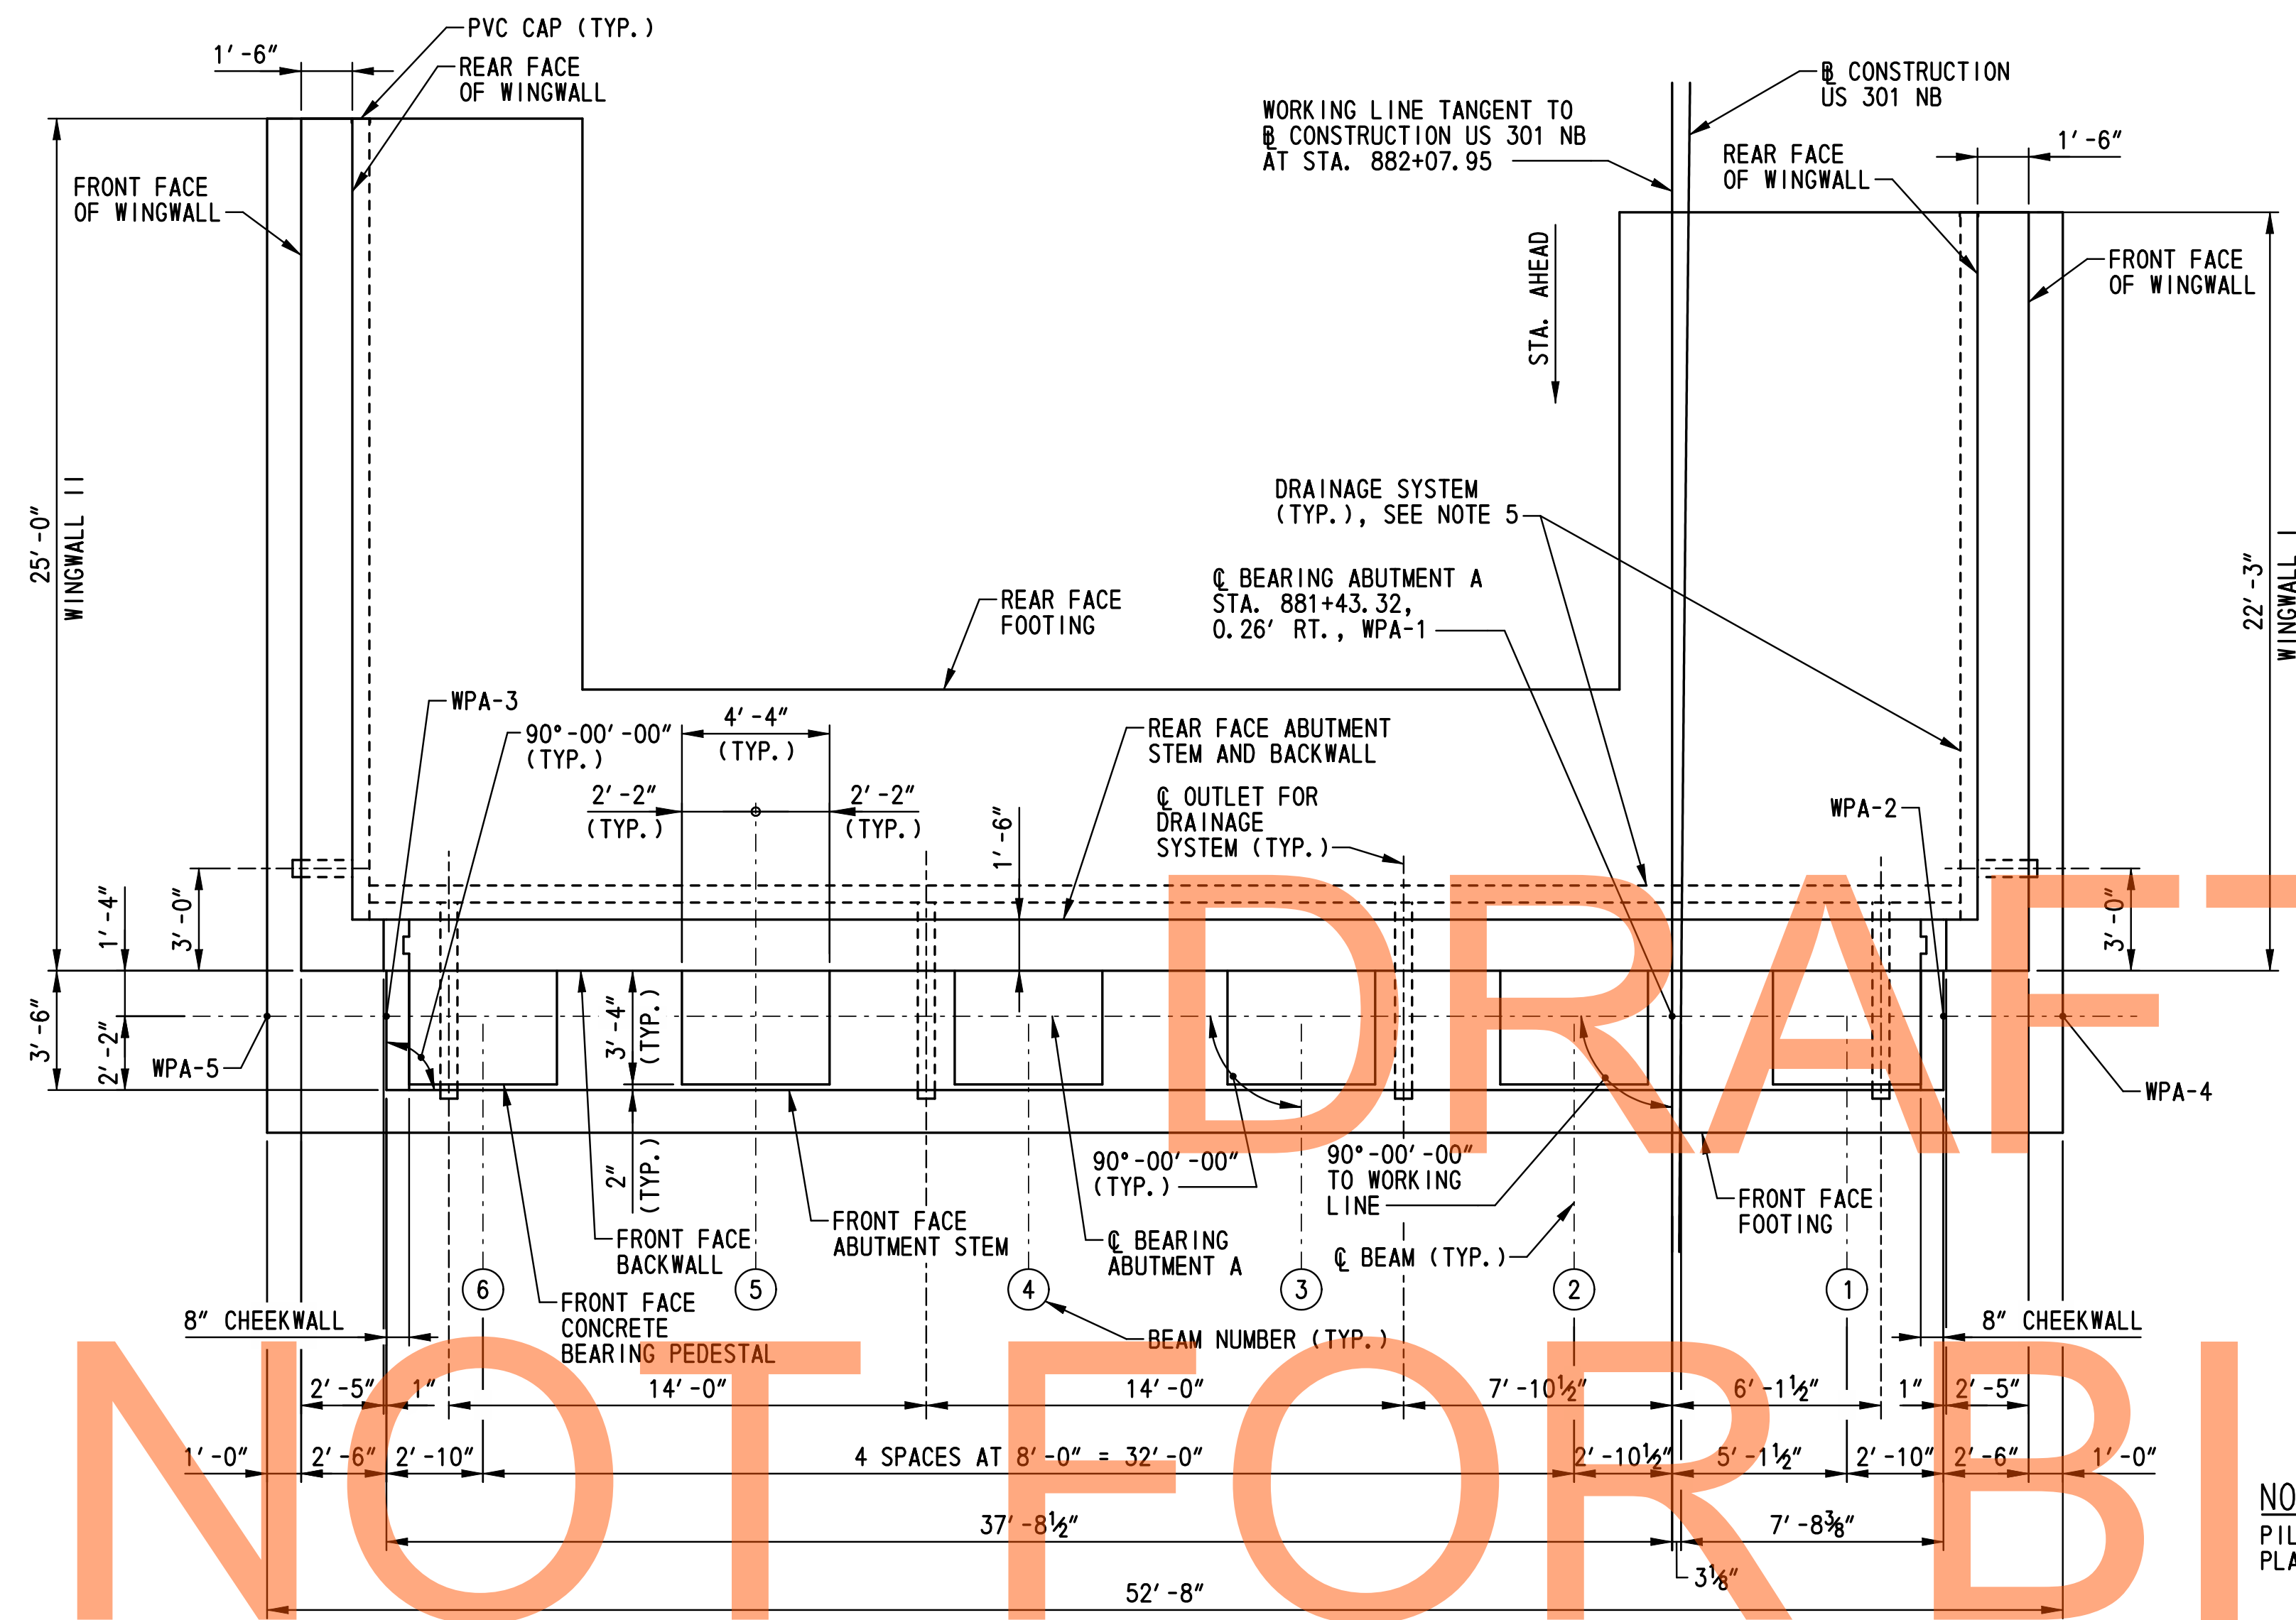 PVC CAP (TYP.)
1'-6"
REAR FACE
OF WINGWALL
FRONT FACE
OF WINGWALL
WORKING LINE TANGENT TO
℄ CONSTRUCTION US 301 NB
AT STA. 882+07.95
℄ CONSTRUCTION
US 301 NB
REAR FACE
OF WINGWALL
1'-6"
FRONT FACE
OF WINGWALL
STA. AHEAD
25'-0"
WINGWALL II
22'-3"
WINGWALL I
DRAINAGE SYSTEM
(TYP.), SEE NOTE 5
℄ BEARING ABUTMENT A
STA. 881+43.32,
0.26' RT., WPA-1
REAR FACE
FOOTING
WPA-3
90°-00'-00"
(TYP.)
4'-4"
(TYP.)
2'-2"
(TYP.)
2'-2"
(TYP.)
REAR FACE ABUTMENT
STEM AND BACKWALL
℄ OUTLET FOR
DRAINAGE
SYSTEM (TYP.)
1'-6"
WPA-2
1'-4"
3'-0"
3'-0"
3'-6"
2'-2"
WPA-5
3'-4"
(TYP.)
2"
(TYP.)
WPA-4
90°-00'-00"
(TYP.)
90°-00'-00"
TO WORKING
LINE
FRONT FACE
FOOTING
FRONT FACE
BACKWALL
FRONT FACE
ABUTMENT STEM
℄ BEARING
ABUTMENT A
℄ BEAM (TYP.)
6
5
4
3
2
1
8" CHEEKWALL
FRONT FACE
CONCRETE
BEARING PEDESTAL
BEAM NUMBER (TYP.)
8" CHEEKWALL
2'-5"
1"
14'-0"
14'-0"
7'-10½"
6'-1½"
1"
2'-5"
1'-0"
2'-6"
2'-10"
4 SPACES AT 8'-0" = 32'-0"
2'-10½"
5'-1½"
2'-10"
2'-6"
1'-0"
37'-8½"
7'-8⅜"
3⅛"
52'-8"
NO
PIL
PLA
DRAFT
NOT FOR BI